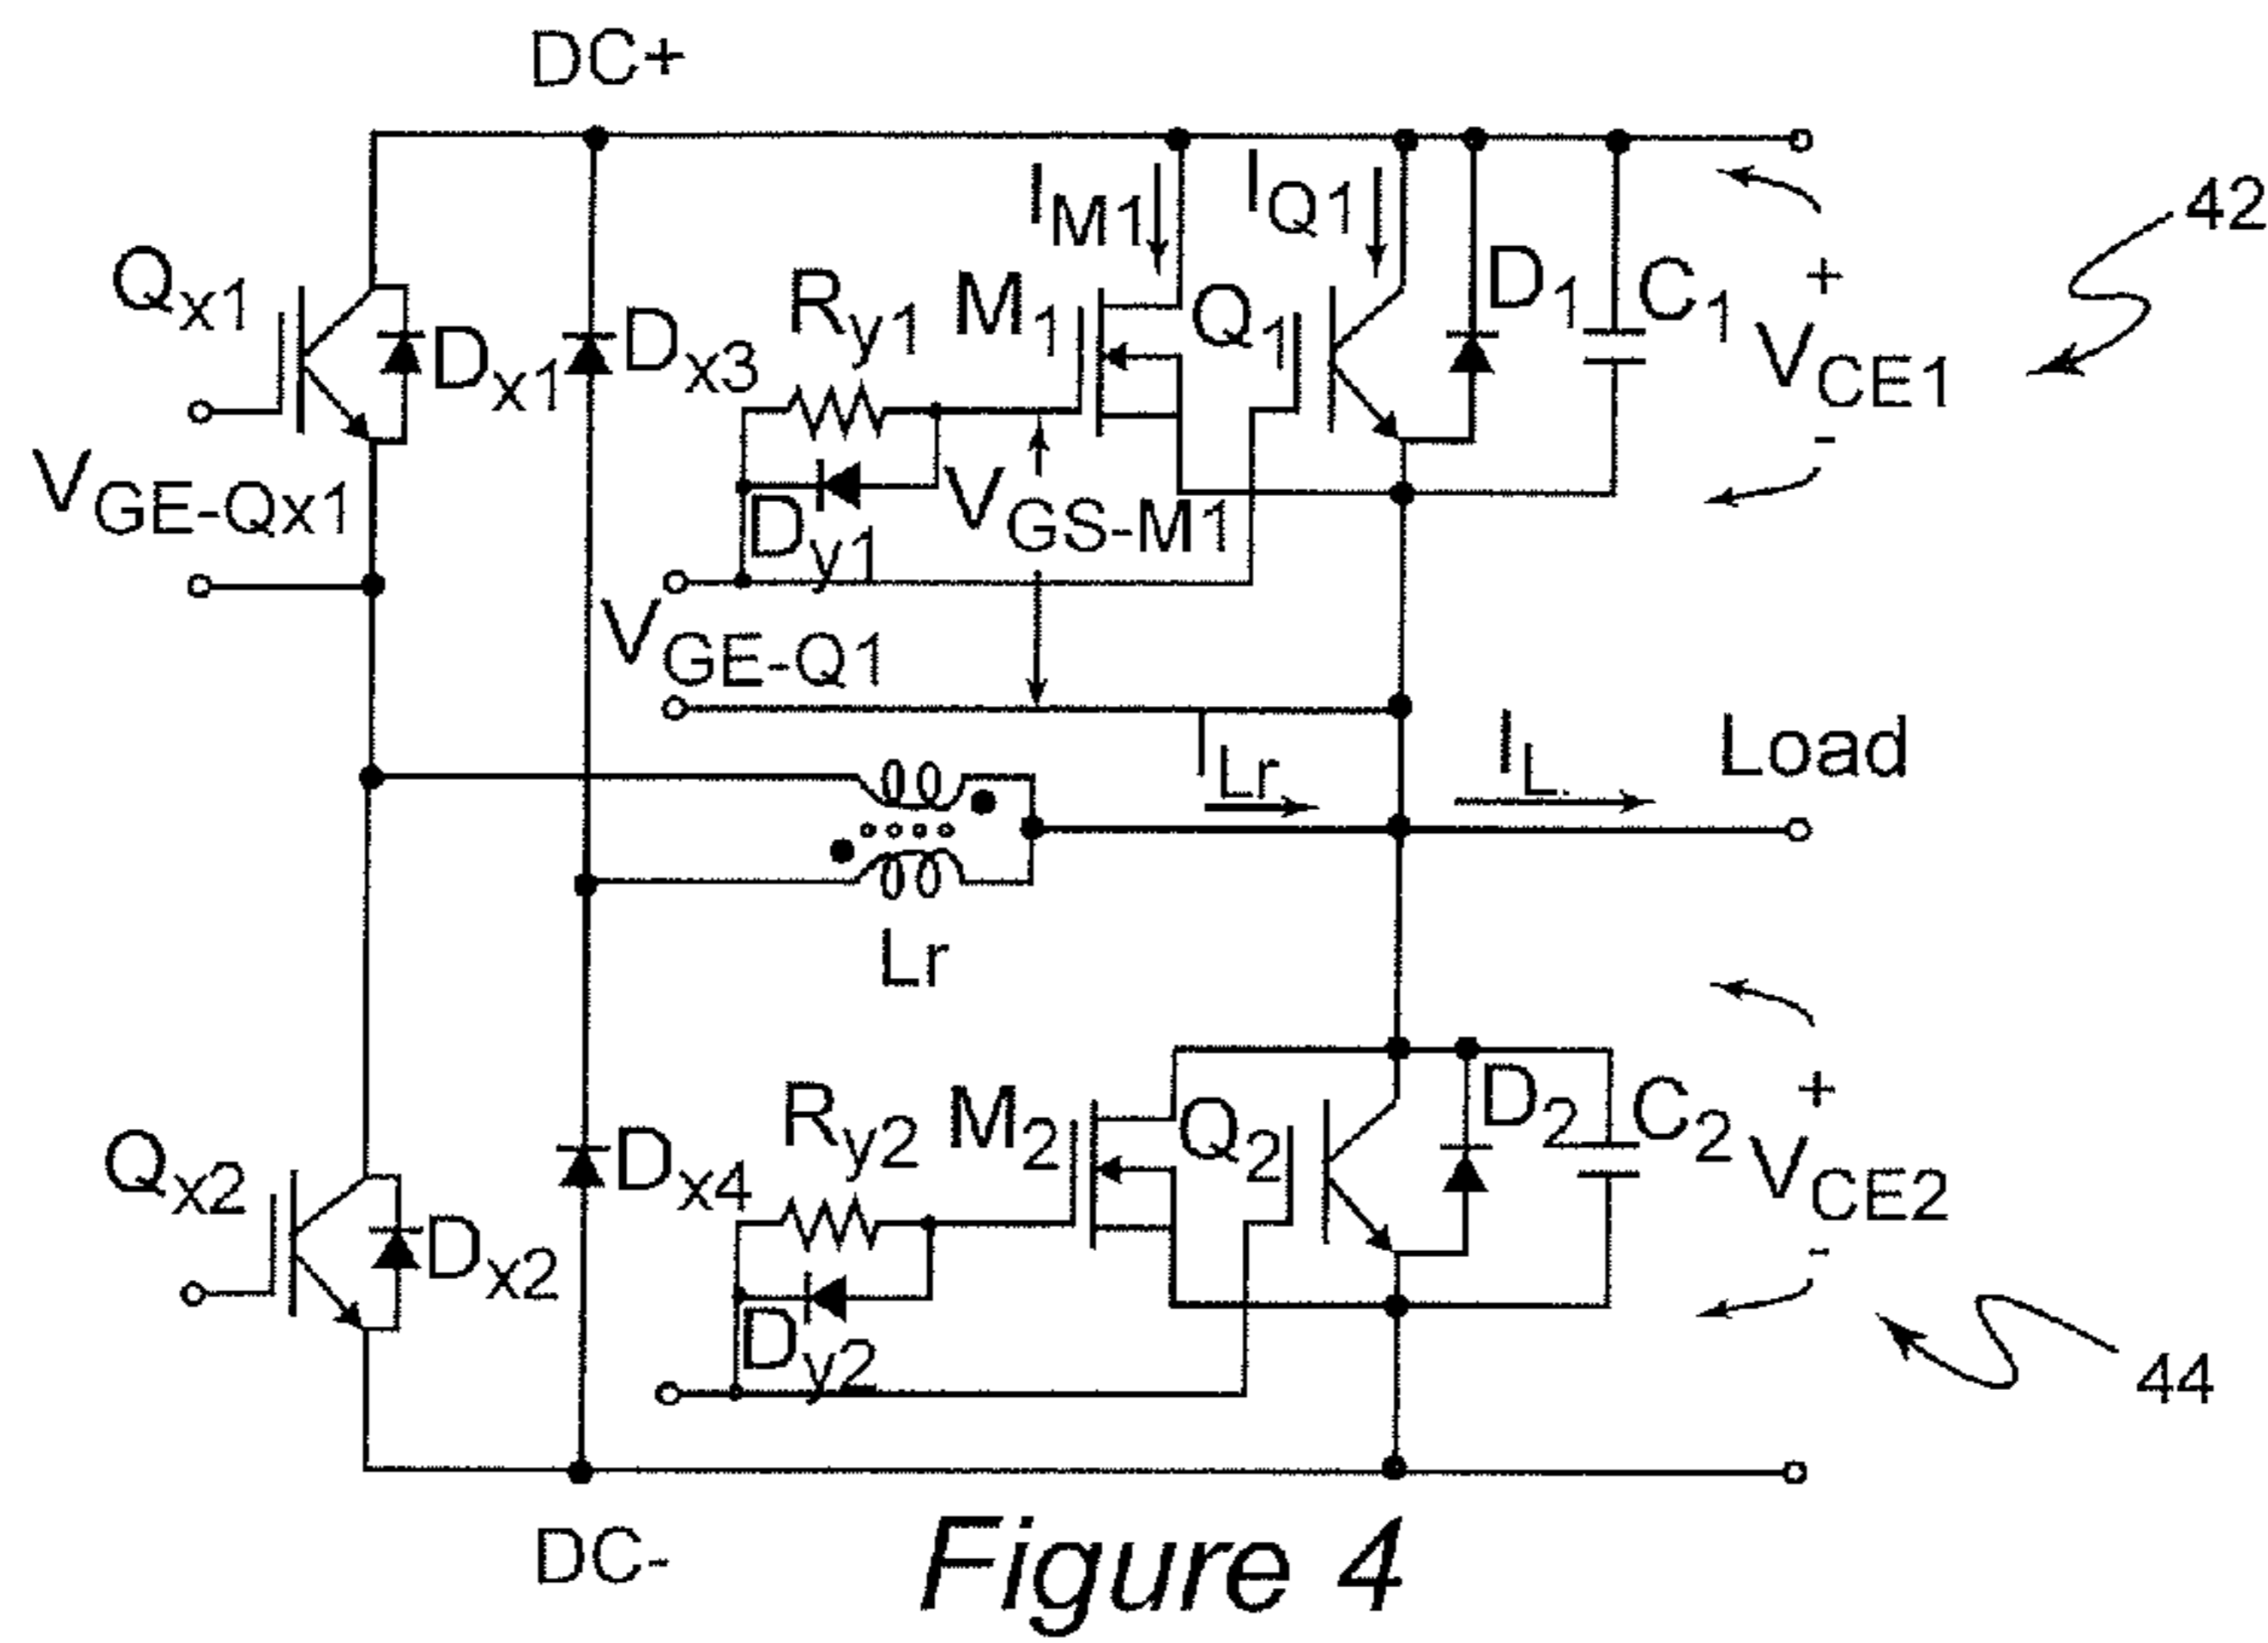 DC+
IM1
IQ1
42
Qx1
Dx1
Dx3
Ry1
M1
Q1
D1
C1
+
VCE1
-
VGE-Qx1
Dy1
VGS-M1
VGE-Q1
ILr
IL.
Load
Lr
Qx2
Dx2
Dx4
Ry2
M2
Q2
D2
C2
+
VCE2
-
Dy2
44
DC-
Figure 4